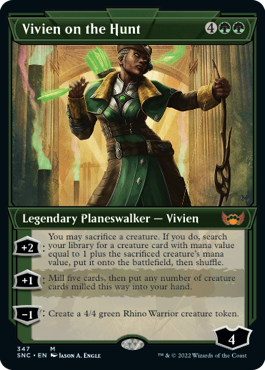 Vivien on the Hunt 4
Legendary Planeswalker — Vivien
+2: You may sacrifice a creature. If you do, search
your library for a creature card with mana value
equal to 1 plus the sacrificed creature's mana
value, put it onto the battlefield, then shuffle.
+1: Mill five cards, then put any number of creature
cards milled this way into your hand.
−1: Create a 4/4 green Rhino Warrior creature token.
4
347 M
SNC • EN Jason A. Engle
™ & © 2022 Wizards of the Coast